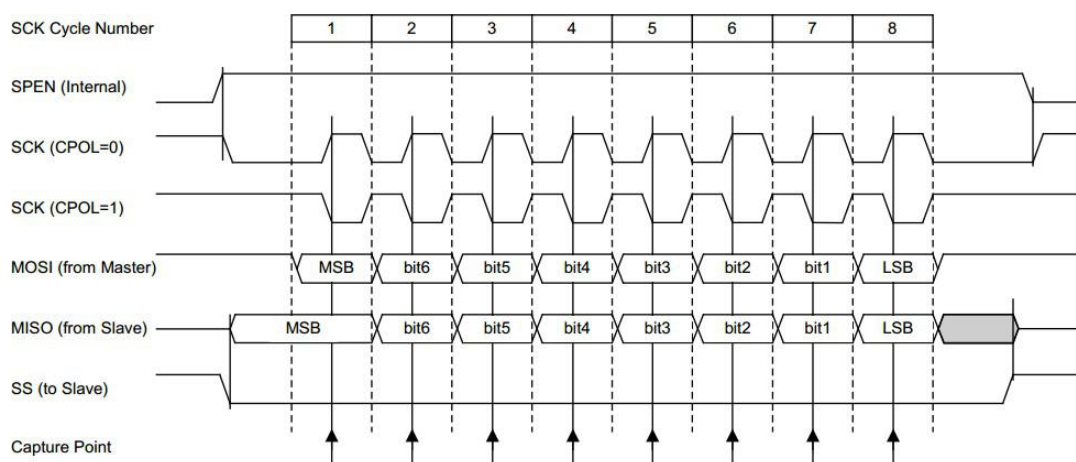 SCK Cycle Number 1 2 3 4 5 6 7 8
SPEN (Internal)
SCK (CPOL=0)
SCK (CPOL=1)
MOSI (from Master) MSB bit6 bit5 bit4 bit3 bit2 bit1 LSB
MISO (from Slave) MSB bit6 bit5 bit4 bit3 bit2 bit1 LSB
SS (to Slave)
Capture Point